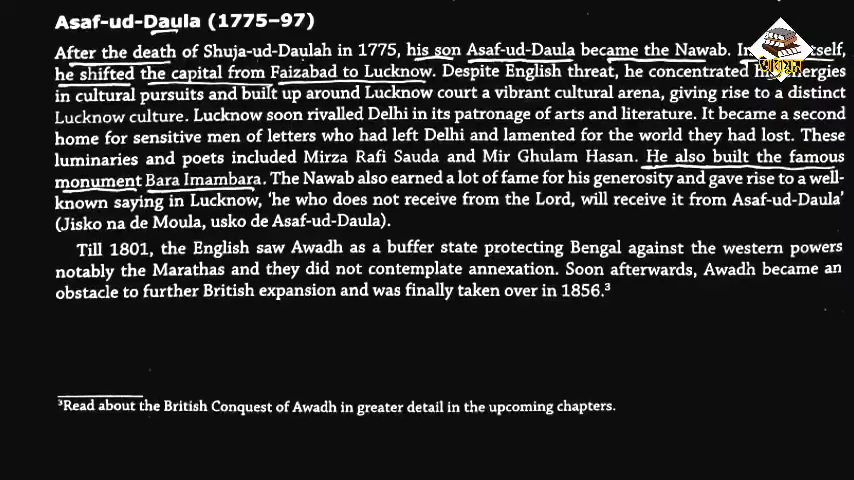 Asaf-ud-Daula (1775–97)
After the death of Shuja-ud-Daulah in 1775, his son Asaf-ud-Daula became the Nawab. In
he shifted the capital from Faizabad to Lucknow. Despite English threat, he concentrated
in cultural pursuits and built up around Lucknow court a vibrant cultural arena, giving rise to a distinct
Lucknow culture. Lucknow soon rivalled Delhi in its patronage of arts and literature. It became a second
home for sensitive men of letters who had left Delhi and lamented for the world they had lost. These
luminaries and poets included Mirza Rafi Sauda and Mir Ghulam Hasan. He also built the famous
monument Bara Imambara. The Nawab also earned a lot of fame for his generosity and gave rise to a well-
known saying in Lucknow, ‘he who does not receive from the Lord, will receive it from Asaf-ud-Daula’
(Jisko na de Moula, usko de Asaf-ud-Daula).
Till 1801, the English saw Awadh as a buffer state protecting Bengal against the western powers
notably the Marathas and they did not contemplate annexation. Soon afterwards, Awadh became an
obstacle to further British expansion and was finally taken over in 1856.³
³Read about the British Conquest of Awadh in greater detail in the upcoming chapters.